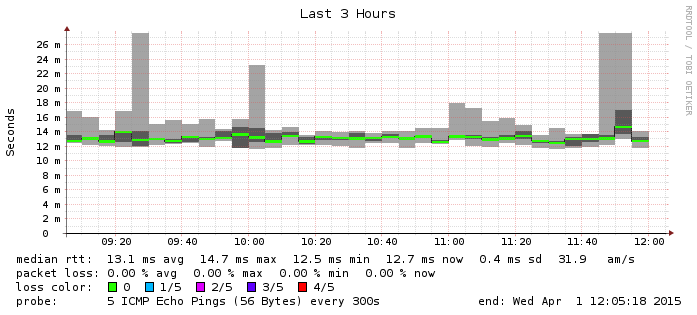 Last 3 Hours
RRDTOOL / TOBI OETIKER
Seconds
26 m
24 m
22 m
20 m
18 m
16 m
14 m
12 m
10 m
8 m
6 m
4 m
2 m
0
09:20 09:40 10:00 10:20 10:40 11:00 11:20 11:40 12:00
median rtt: 13.1 ms avg 14.7 ms max 12.5 ms min 12.7 ms now 0.4 ms sd 31.9 am/s
packet loss: 0.00 % avg 0.00 % max 0.00 % min 0.00 % now
loss color: 0 1/5 2/5 3/5 4/5
probe: 5 ICMP Echo Pings (56 Bytes) every 300s end: Wed Apr 1 12:05:18 2015